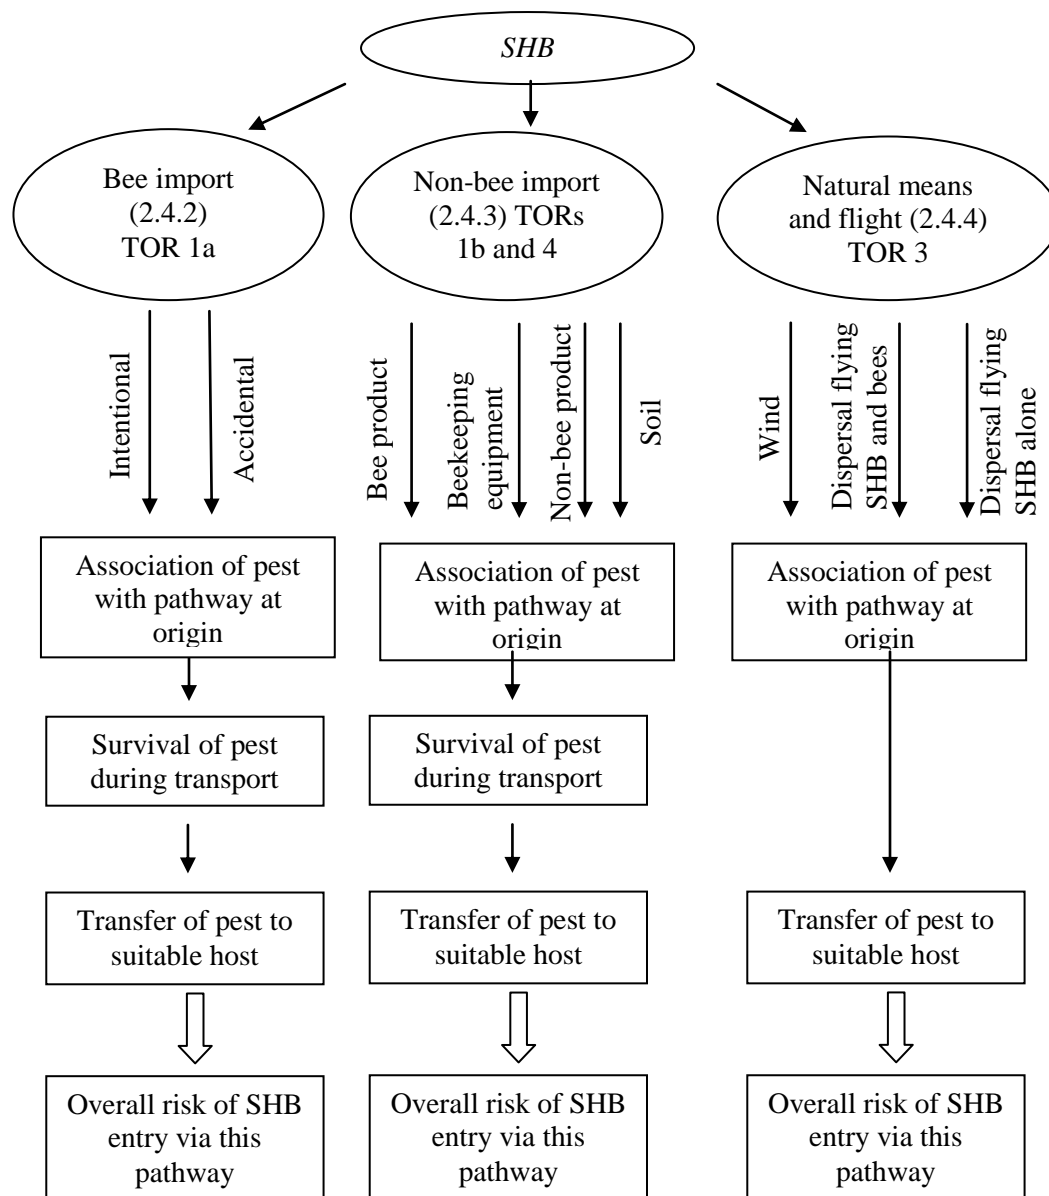 SHB
Bee import
(2.4.2)
TOR 1a
Non-bee import
(2.4.3) TORs
1b and 4
Natural means
and flight (2.4.4)
TOR 3
Intentional
Accidental
Bee product
Beekeeping
equipment
Non-bee product
Soil
Wind
Dispersal flying
SHB and bees
Dispersal flying
SHB alone
Association of pest
with pathway at
origin
Association of pest
with pathway at
origin
Association of pest
with pathway at
origin
Survival of pest
during transport
Survival of pest
during transport
Transfer of pest to
suitable host
Transfer of pest to
suitable host
Transfer of pest to
suitable host
Overall risk of SHB
entry via this
pathway
Overall risk of SHB
entry via this
pathway
Overall risk of SHB
entry via this
pathway